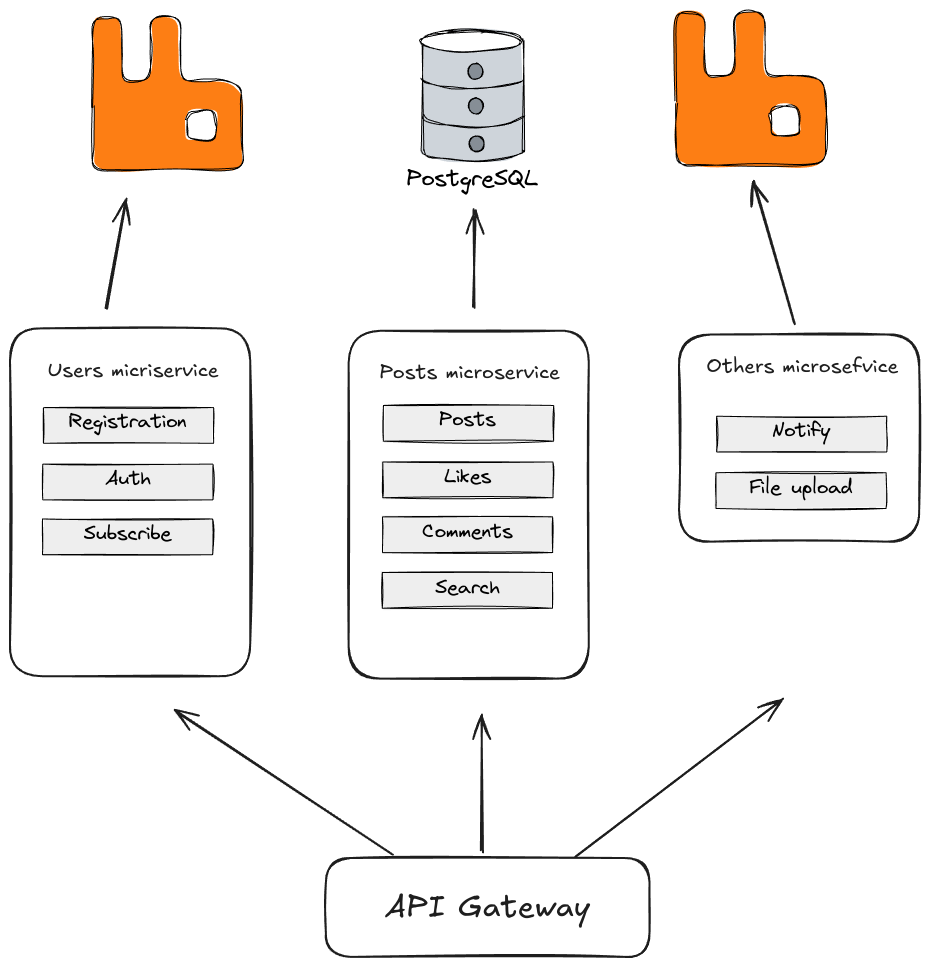 PostgreSQL
Users micriservice
Registration
Auth
Subscribe
Posts microservice
Posts
Likes
Comments
Search
Others microsefvice
Notify
File upload
API Gateway